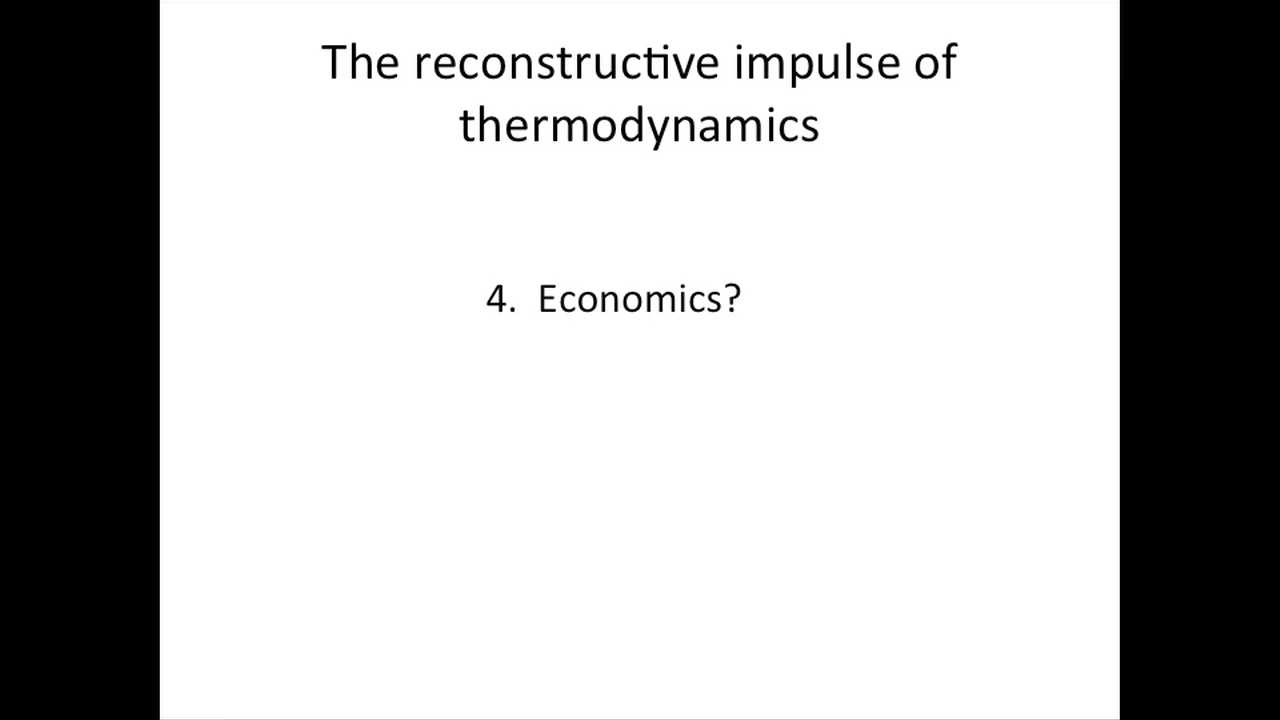 The reconstructive impulse of
thermodynamics
4. Economics?